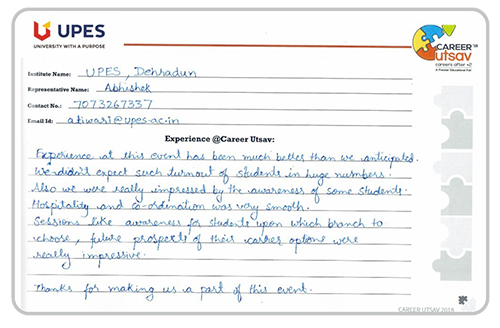 UPES
UNIVERSITY WITH A PURPOSE
CAREER
utsav
careers after +2
A Premier Educational Fair
Institute Name: UPES, Dehradun
Representative Name: Abhishek
Contact No.: 7073267337
Email Id: atiwari@upes-ac.in
Experience @Career Utsav:
Experience at this event has been much better than we anticipated.
We didn't expect such turnout of students in huge numbers.
Also we were really impressed by the awareness of some students.
Hospitality and co-ordination was very smooth.
Sessions like awareness for students upon which branch to
choose, future prospects of their career options were
really impressive.
Thanks for making us a part of this event.
CAREER UTSAV 2018